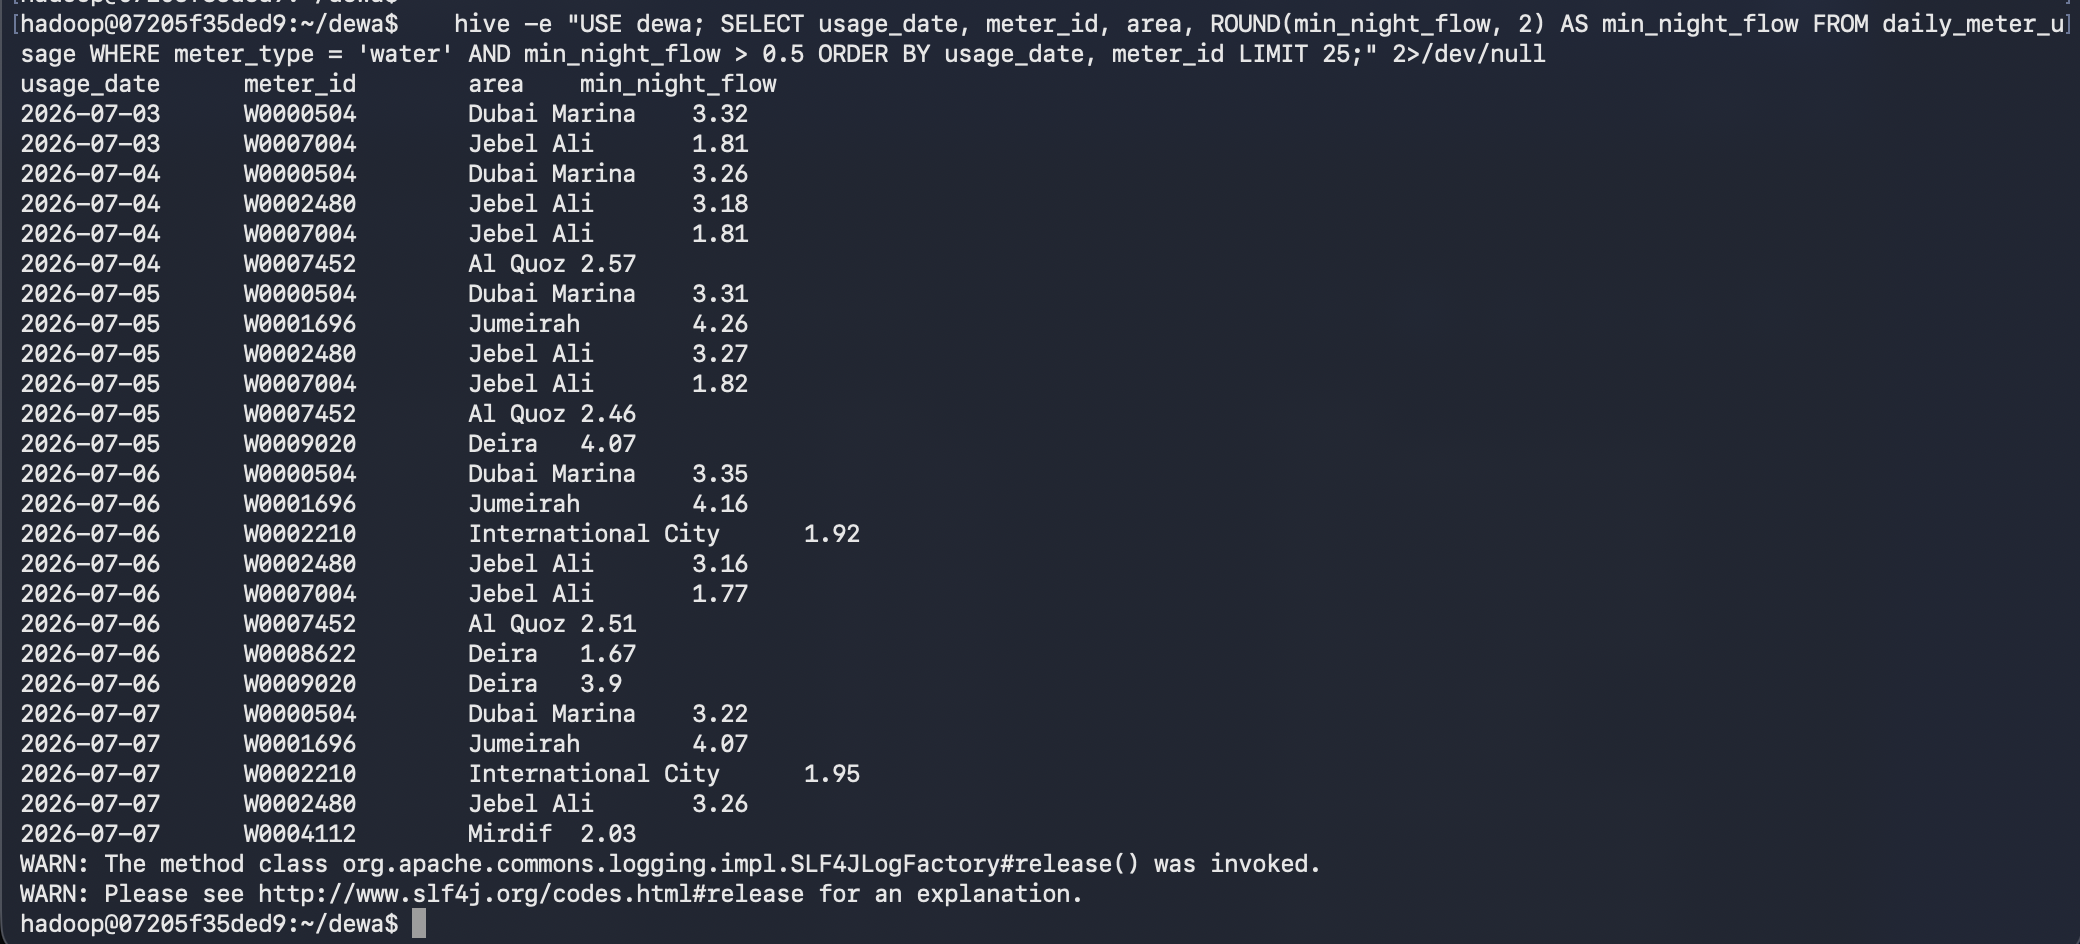 [hadoop@07205f35ded9:~/dewa$    hive -e "USE dewa; SELECT usage_date, meter_id, area, ROUND(min_night_flow, 2) AS min_night_flow FROM daily_meter_u]
sage WHERE meter_type = 'water' AND min_night_flow > 0.5 ORDER BY usage_date, meter_id LIMIT 25;" 2>/dev/null
usage_date      meter_id        area    min_night_flow
2026-07-03      W0000504        Dubai Marina    3.32
2026-07-03      W0007004        Jebel Ali       1.81
2026-07-04      W0000504        Dubai Marina    3.26
2026-07-04      W0002480        Jebel Ali       3.18
2026-07-04      W0007004        Jebel Ali       1.81
2026-07-04      W0007452        Al Quoz 2.57
2026-07-05      W0000504        Dubai Marina    3.31
2026-07-05      W0001696        Jumeirah        4.26
2026-07-05      W0002480        Jebel Ali       3.27
2026-07-05      W0007004        Jebel Ali       1.82
2026-07-05      W0007452        Al Quoz 2.46
2026-07-05      W0009020        Deira   4.07
2026-07-06      W0000504        Dubai Marina    3.35
2026-07-06      W0001696        Jumeirah        4.16
2026-07-06      W0002210        International City      1.92
2026-07-06      W0002480        Jebel Ali       3.16
2026-07-06      W0007004        Jebel Ali       1.77
2026-07-06      W0007452        Al Quoz 2.51
2026-07-06      W0008622        Deira   1.67
2026-07-06      W0009020        Deira   3.9
2026-07-07      W0000504        Dubai Marina    3.22
2026-07-07      W0001696        Jumeirah        4.07
2026-07-07      W0002210        International City      1.95
2026-07-07      W0002480        Jebel Ali       3.26
2026-07-07      W0004112        Mirdif  2.03
WARN: The method class org.apache.commons.logging.impl.SLF4JLogFactory#release() was invoked.
WARN: Please see http://www.slf4j.org/codes.html#release for an explanation.
hadoop@07205f35ded9:~/dewa$